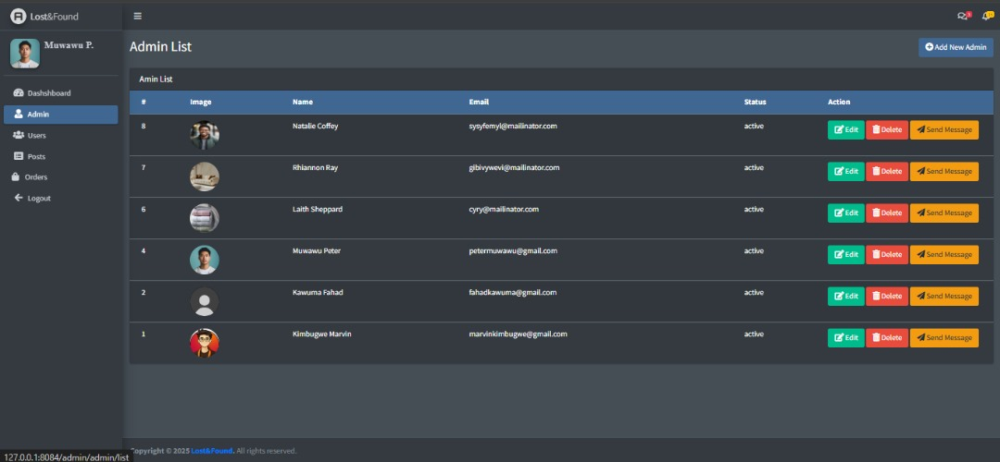 Lost&Found
Muwawu P.
Dashshboard
Admin
Users
Posts
Orders
Logout
Admin List
Add New Admin
Amin List
# Image Name Email Status Action
8 Natalie Coffey sysyfemyl@mailinator.com active Edit Delete Send Message
7 Rhiannon Ray gibivywevi@mailinator.com active Edit Delete Send Message
6 Laith Sheppard cyry@mailinator.com active Edit Delete Send Message
4 Muwawu Peter petermuwawu@gmail.com active Edit Delete Send Message
2 Kawuma Fahad fahadkawuma@gmail.com active Edit Delete Send Message
1 Kimbugwe Marvin marvinkimbugwe@gmail.com active Edit Delete Send Message
Copyright © 2025 Lost&Found. All rights reserved.
127.0.0.1:8084/admin/admin/list